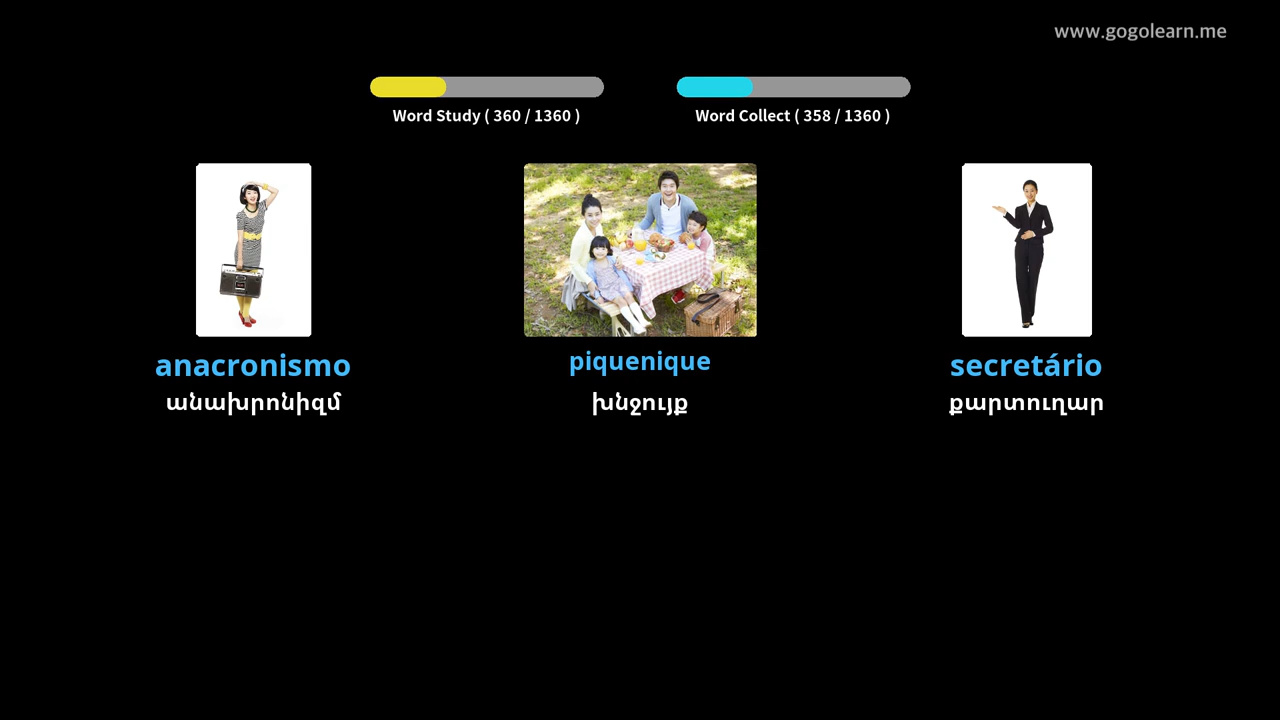 www.gogolearn.me
Word Study ( 360 / 1360 )
Word Collect ( 358 / 1360 )
anacronismo
piquenique
secretário
անախրոնիզմ
խնջույք
քարտուղար